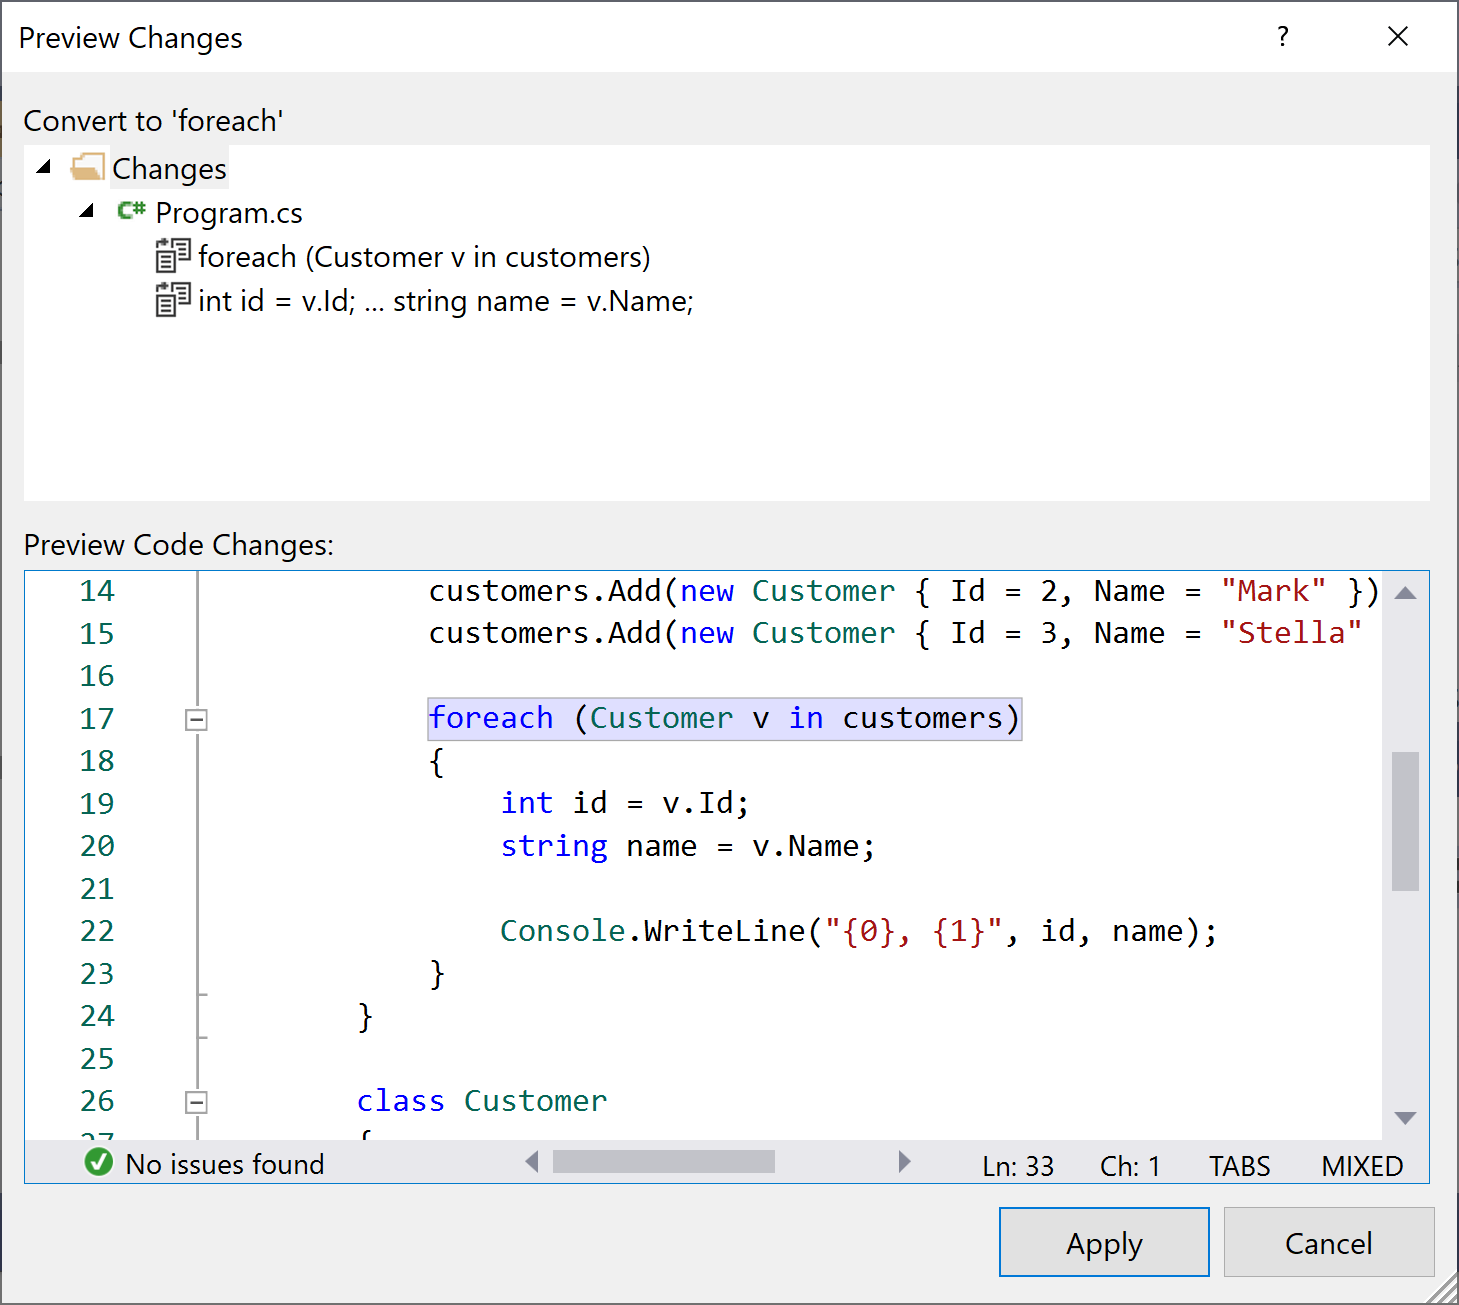 Preview Changes ?
Convert to 'foreach'
Changes
C# Program.cs
foreach (Customer v in customers)
int id = v.Id; ... string name = v.Name;
Preview Code Changes:
14 customers.Add(new Customer { Id = 2, Name = "Mark" })
15 customers.Add(new Customer { Id = 3, Name = "Stella"
16
17 foreach (Customer v in customers)
18 {
19 int id = v.Id;
20 string name = v.Name;
21
22 Console.WriteLine("{0}, {1}", id, name);
23 }
24 }
25
26 class Customer
27 {
No issues found Ln: 33 Ch: 1 TABS MIXED
Apply Cancel